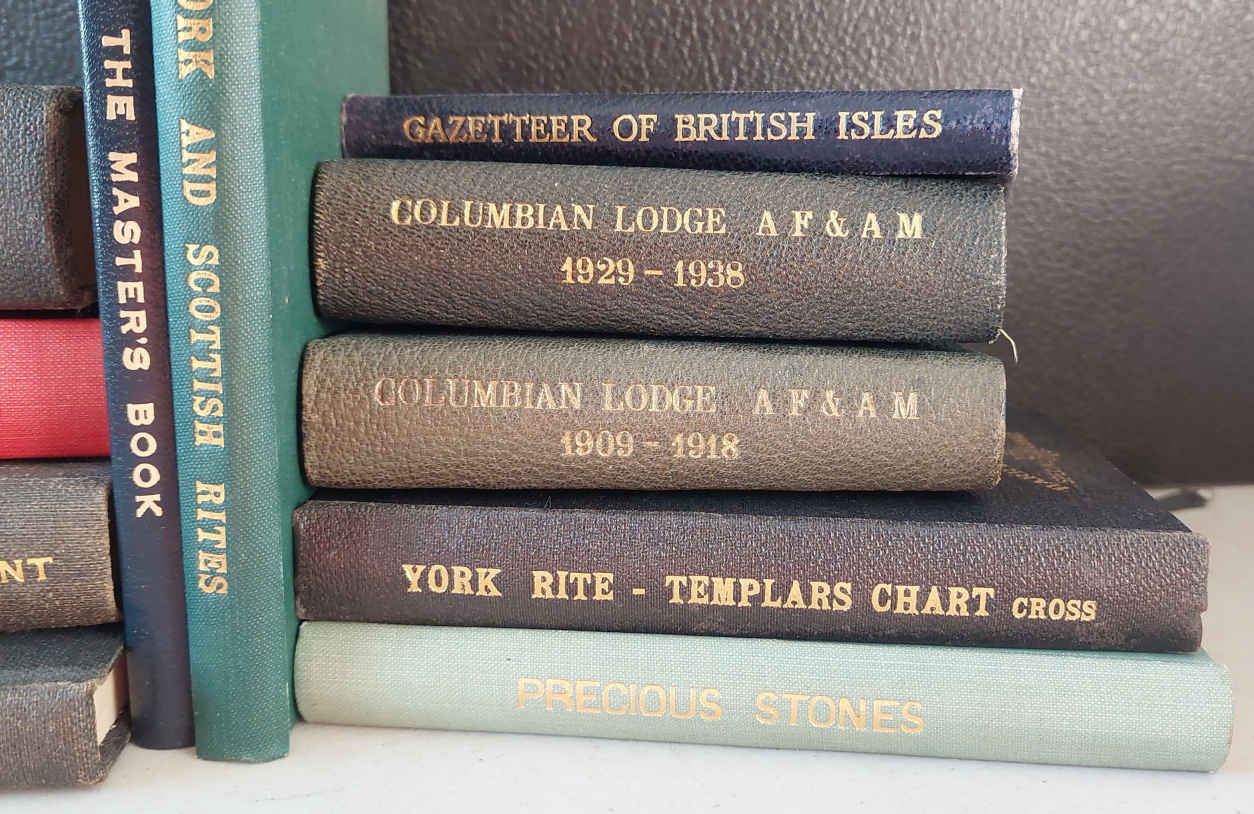 THE MASTER'S BOOK
AND SCOTTISH RITES
GAZETTEER OF BRITISH ISLES
COLUMBIAN LODGE A F & A M
1929 - 1938
COLUMBIAN LODGE A F & A M
1909 - 1918
YORK RITE - TEMPLARS CHART CROSS
PRECIOUS STONES